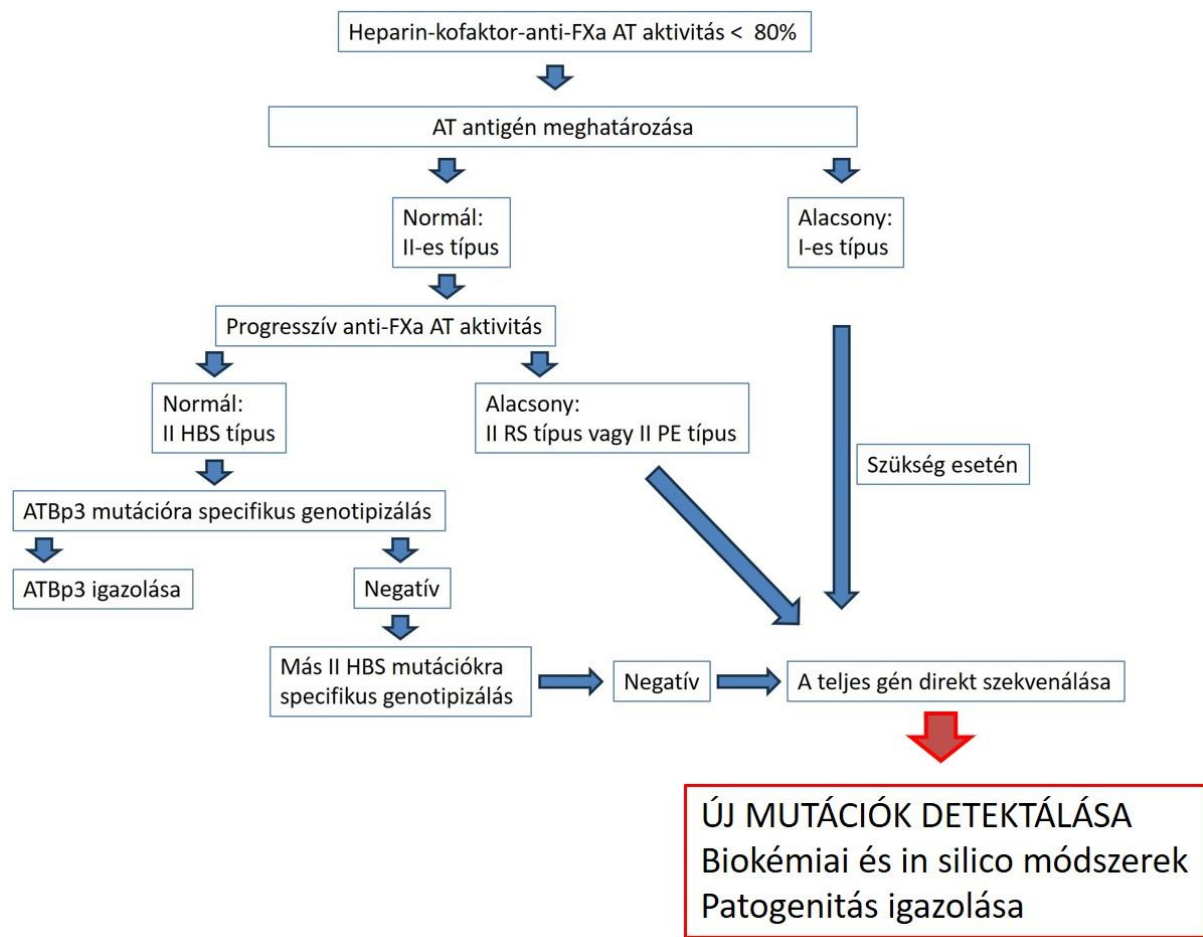 Heparin-kofaktor-anti-FXa AT aktivitás < 80%
AT antigén meghatározása
Normál:
II-es típus
Alacsony:
I-es típus
Progresszív anti-FXa AT aktivitás
Normál:
II HBS típus
Alacsony:
II RS típus vagy II PE típus
Szükség esetén
ATBp3 mutációra specifikus genotipizálás
ATBp3 igazolása
Negatív
Más II HBS mutációkra
specifikus genotipizálás
Negatív
A teljes gén direkt szekvenálása
ÚJ MUTÁCIÓK DETEKTÁLÁSA
Biokémiai és in silico módszerek
Patogenitás igazolása